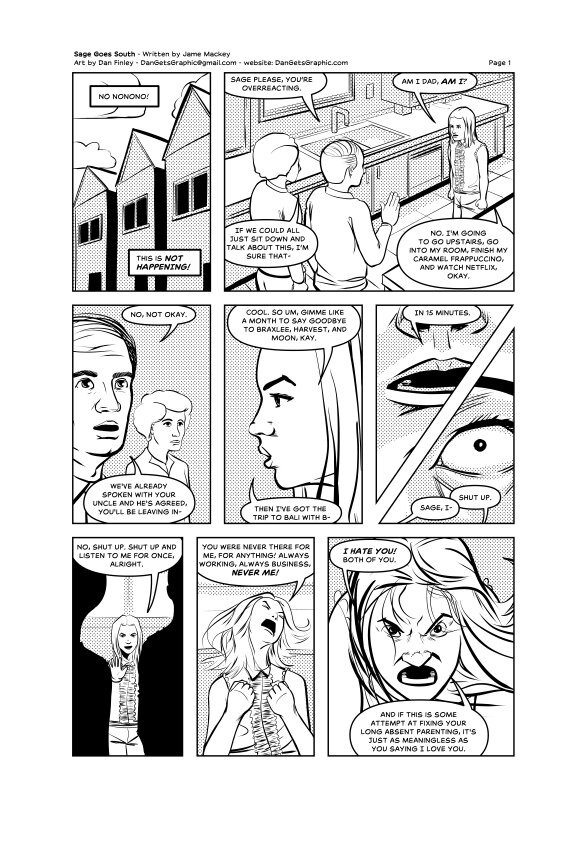 Sage Goes South - Written by Jame Mackey
Art by Dan Finley - DanGetsGraphic@gmail.com - website: DanGetsGraphic.com
Page 1
NO NONONO!
THIS IS NOT
HAPPENING!
SAGE PLEASE, YOU'RE
OVERREACTING.
AM I DAD, AM I?
IF WE COULD ALL
JUST SIT DOWN AND
TALK ABOUT THIS, I'M
SURE THAT-
NO. I'M GOING
TO GO UPSTAIRS, GO
INTO MY ROOM, FINISH MY
CARAMEL FRAPPUCCINO,
AND WATCH NETFLIX,
OKAY.
NO, NOT OKAY.
WE'VE ALREADY
SPOKEN WITH YOUR
UNCLE AND HE'S AGREED,
YOU'LL BE LEAVING IN-
COOL. SO UM, GIMME LIKE
A MONTH TO SAY GOODBYE
TO BRAXLEE, HARVEST, AND
MOON, KAY.
THEN I'VE GOT THE
TRIP TO BALI WITH B-
IN 15 MINUTES.
SHUT UP.
SAGE, I-
NO, SHUT UP. SHUT UP AND
LISTEN TO ME FOR ONCE,
ALRIGHT.
YOU WERE NEVER THERE FOR
ME, FOR ANYTHING! ALWAYS
WORKING, ALWAYS BUSINESS,
NEVER ME!
I HATE YOU!
BOTH OF YOU.
AND IF THIS IS SOME
ATTEMPT AT FIXING YOUR
LONG ABSENT PARENTING, IT'S
JUST AS MEANINGLESS AS
YOU SAYING I LOVE YOU.